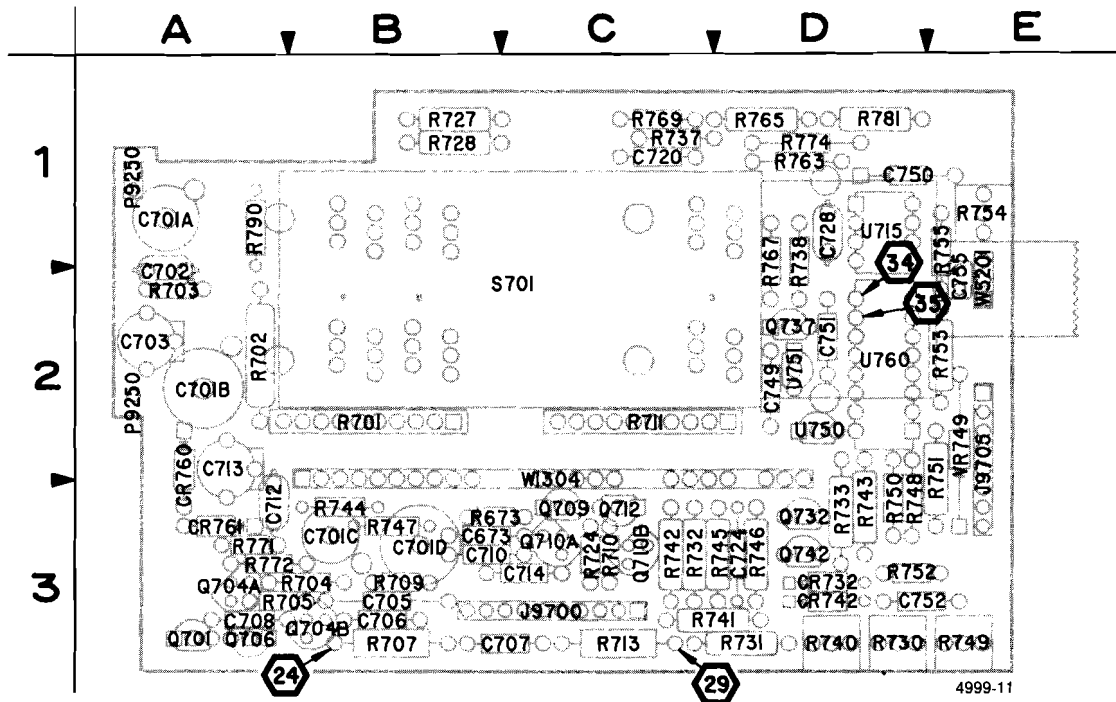 A B C D E
1
2
3
R727 R769 R765 R781
R728 R737 R774
C720 R763
P9250 C750
C701A R790 C728 U715 R754
R767 R738 R755
C702 34
R703 S701 C755 W5201
35
C703 R702 Q737 C751
U751 U760 R753
C701B C749
P9250
R701 R711 U750
CR760 C713 R751 VR749 J9705
W1304
C712 R744 Q709 Q712 R733 R743 R750 R748
CR761 C701C R747 R673 Q732
R771 C701D C673 Q710A R724 R710 Q710B R742 R732 R745 C724 R746
R772 C710 Q742
C714 R752
Q704A R704 R709 CR732
R705 C705 CR742 C752
C708 C706 J9700 R741
Q701 Q706 Q704B R707 C707 R713 R731 R740 R730 R749
24 29
4999-11